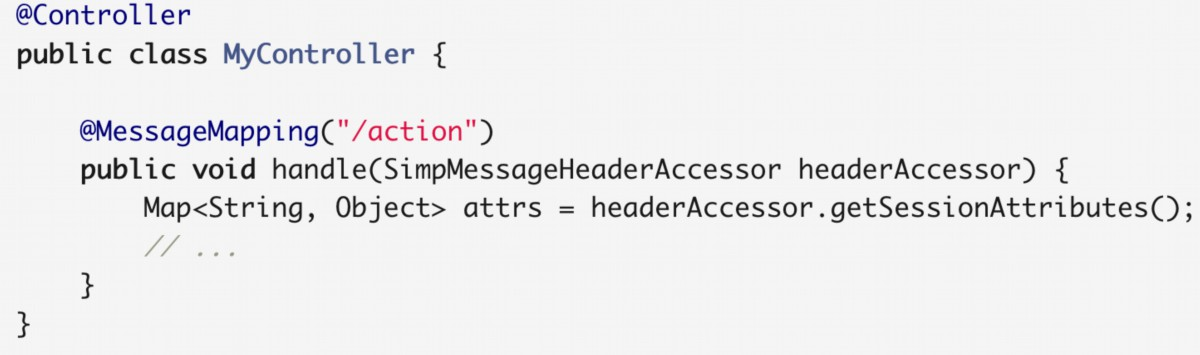 @Controller
public class MyController {
@MessageMapping("/action")
public void handle(SimpMessageHeaderAccessor headerAccessor) {
Map<String, Object> attrs = headerAccessor.getSessionAttributes();
// ...
}
}